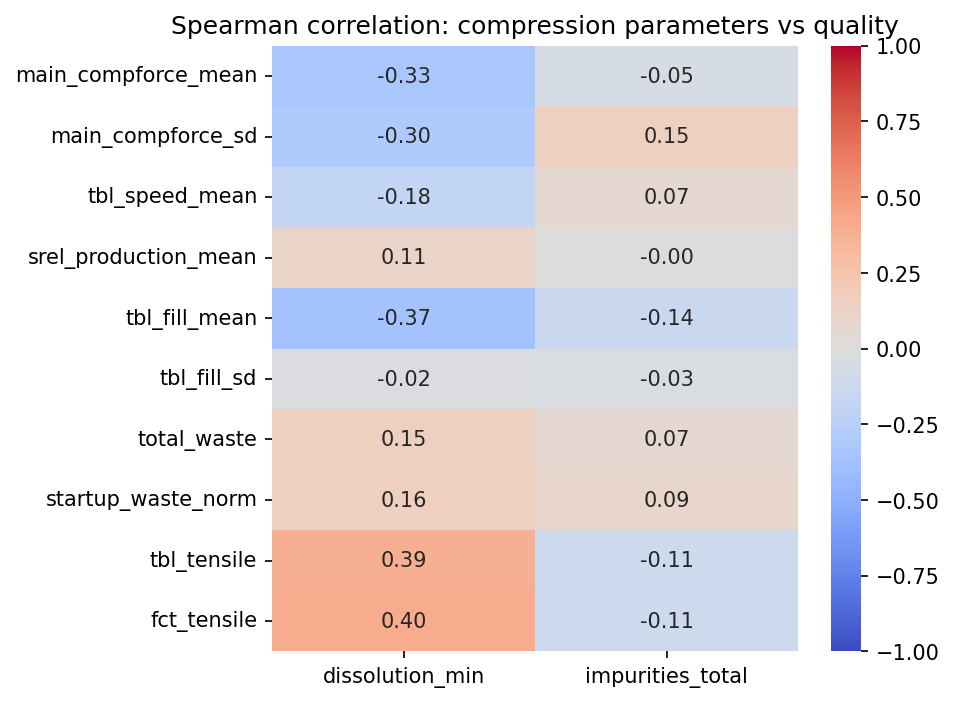 Spearman correlation: compression parameters vs quality
main_compforce_mean -0.33 -0.05
main_compforce_sd -0.30 0.15
tbl_speed_mean -0.18 0.07
srel_production_mean 0.11 -0.00
tbl_fill_mean -0.37 -0.14
tbl_fill_sd -0.02 -0.03
total_waste 0.15 0.07
startup_waste_norm 0.16 0.09
tbl_tensile 0.39 -0.11
fct_tensile 0.40 -0.11
dissolution_min impurities_total
1.00
0.75
0.50
0.25
0.00
−0.25
−0.50
−0.75
−1.00